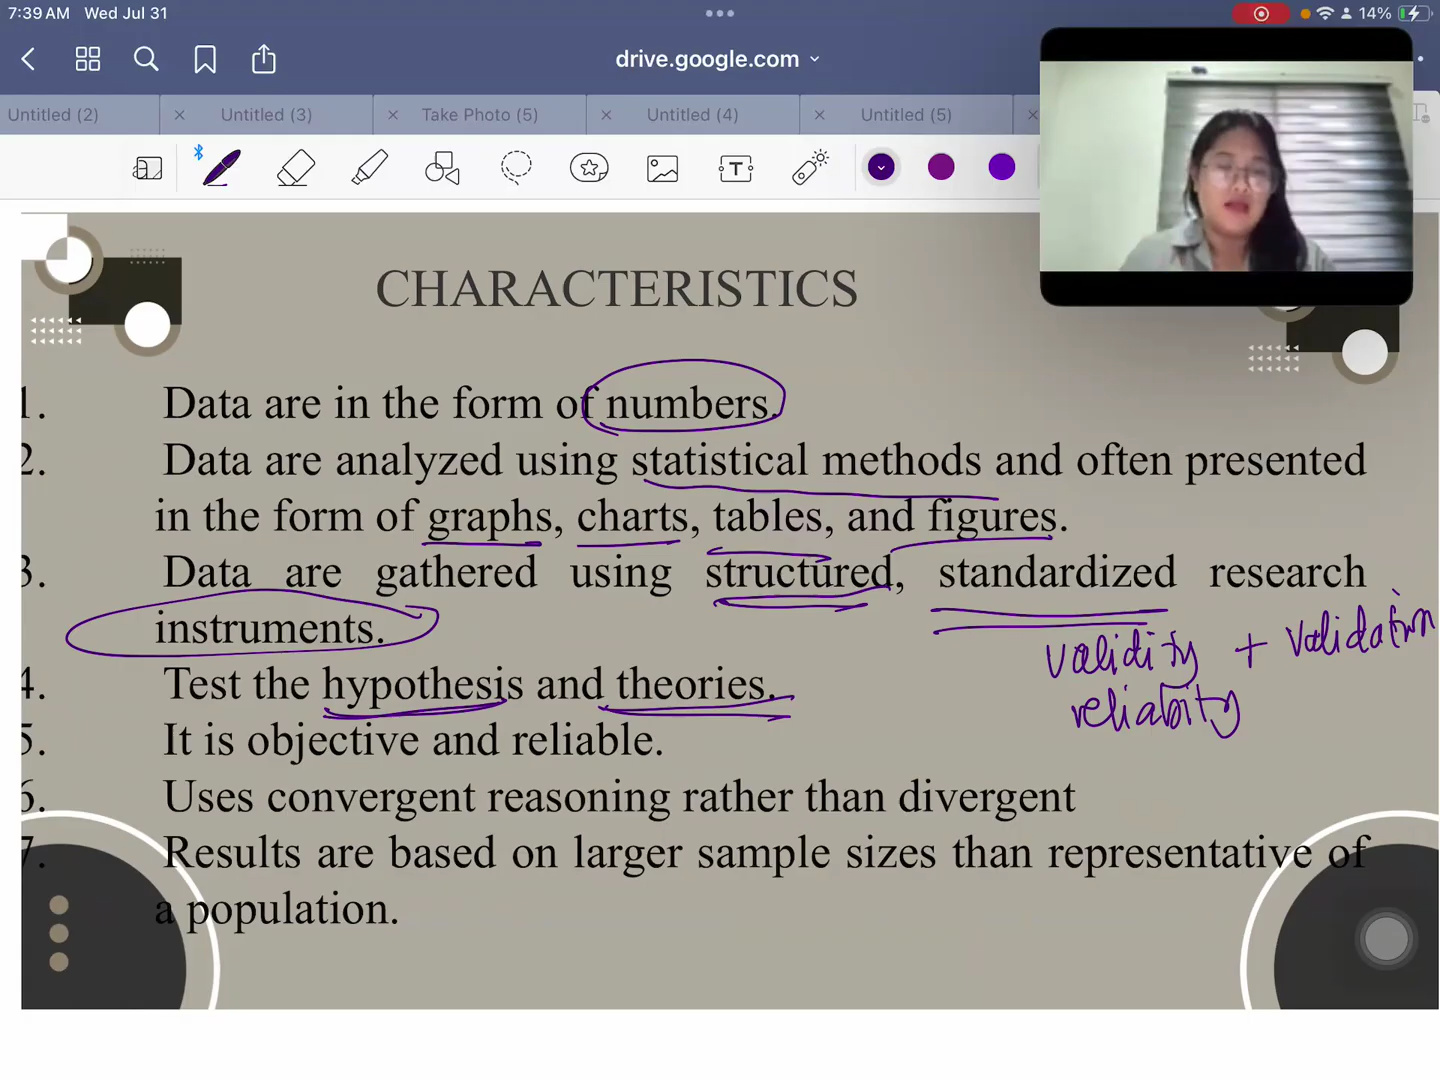 7:39 AM Wed Jul 31
14%
drive.google.com
Untitled (2)
Untitled (3)
Take Photo (5)
Untitled (4)
Untitled (5)
CHARACTERISTICS
1. Data are in the form of numbers.
2. Data are analyzed using statistical methods and often presented
in the form of graphs, charts, tables, and figures.
3. Data are gathered using structured, standardized research
instruments.
validity + validation
4. Test the hypothesis and theories.
reliability
5. It is objective and reliable.
6. Uses convergent reasoning rather than divergent
7. Results are based on larger sample sizes than representative of
a population.